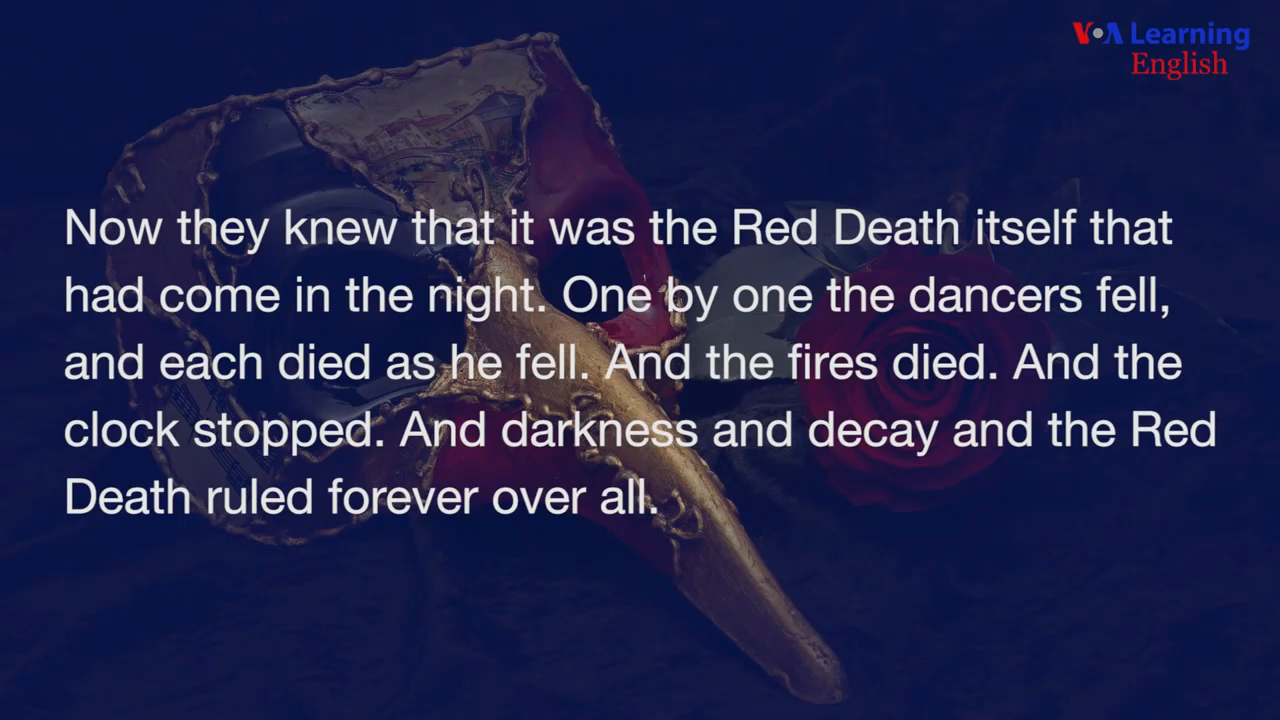 VOA Learning
English
Now they knew that it was the Red Death itself that
had come in the night. One by one the dancers fell,
and each died as he fell. And the fires died. And the
clock stopped. And darkness and decay and the Red
Death ruled forever over all.